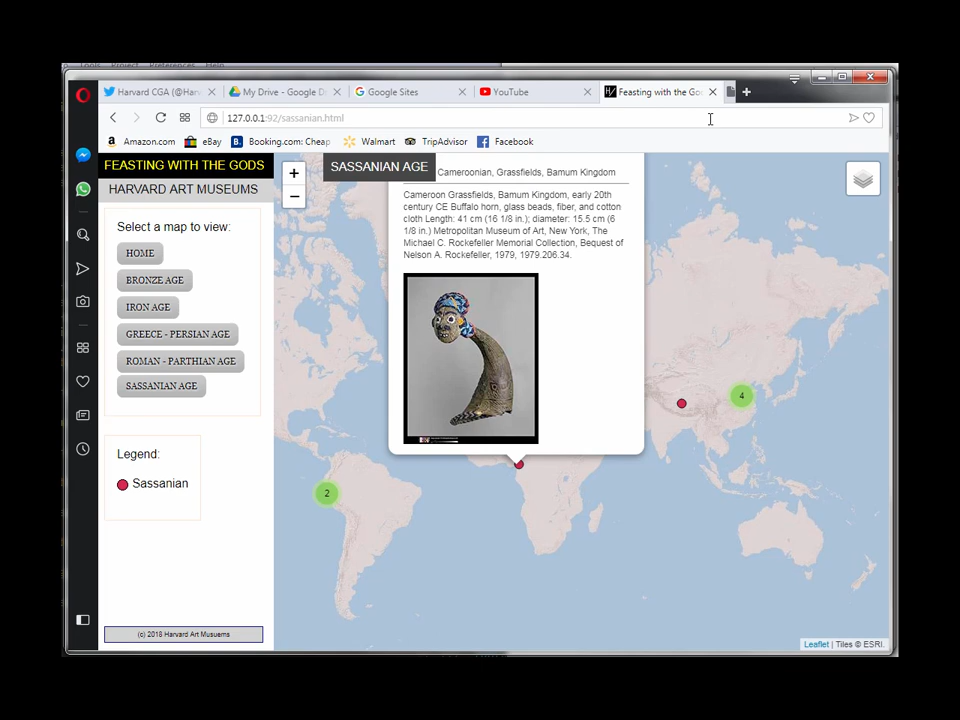 Tools Project Preferences Help
Harvard CGA (@Har
My Drive - Google D
Google Sites
YouTube
Feasting with the Go
127.0.0.1:92/sassanian.html
Amazon.com
eBay
Booking.com: Cheap
Walmart
TripAdvisor
Facebook
FEASTING WITH THE GODS
HARVARD ART MUSEUMS
Select a map to view:
HOME
BRONZE AGE
IRON AGE
GREECE - PERSIAN AGE
ROMAN - PARTHIAN AGE
SASSANIAN AGE
Legend:
Sassanian
(c) 2018 Harvard Art Musuems
+
−
SASSANIAN AGE
Cameroonian, Grassfields, Bamum Kingdom
Cameroon Grassfields, Bamum Kingdom, early 20th
century CE Buffalo horn, glass beads, fiber, and cotton
cloth Length: 41 cm (16 1/8 in.); diameter: 15.5 cm (6
1/8 in.) Metropolitan Museum of Art, New York, The
Michael C. Rockefeller Memorial Collection, Bequest of
Nelson A. Rockefeller, 1979, 1979.206.34.
4
2
Leaflet | Tiles © ESRI.